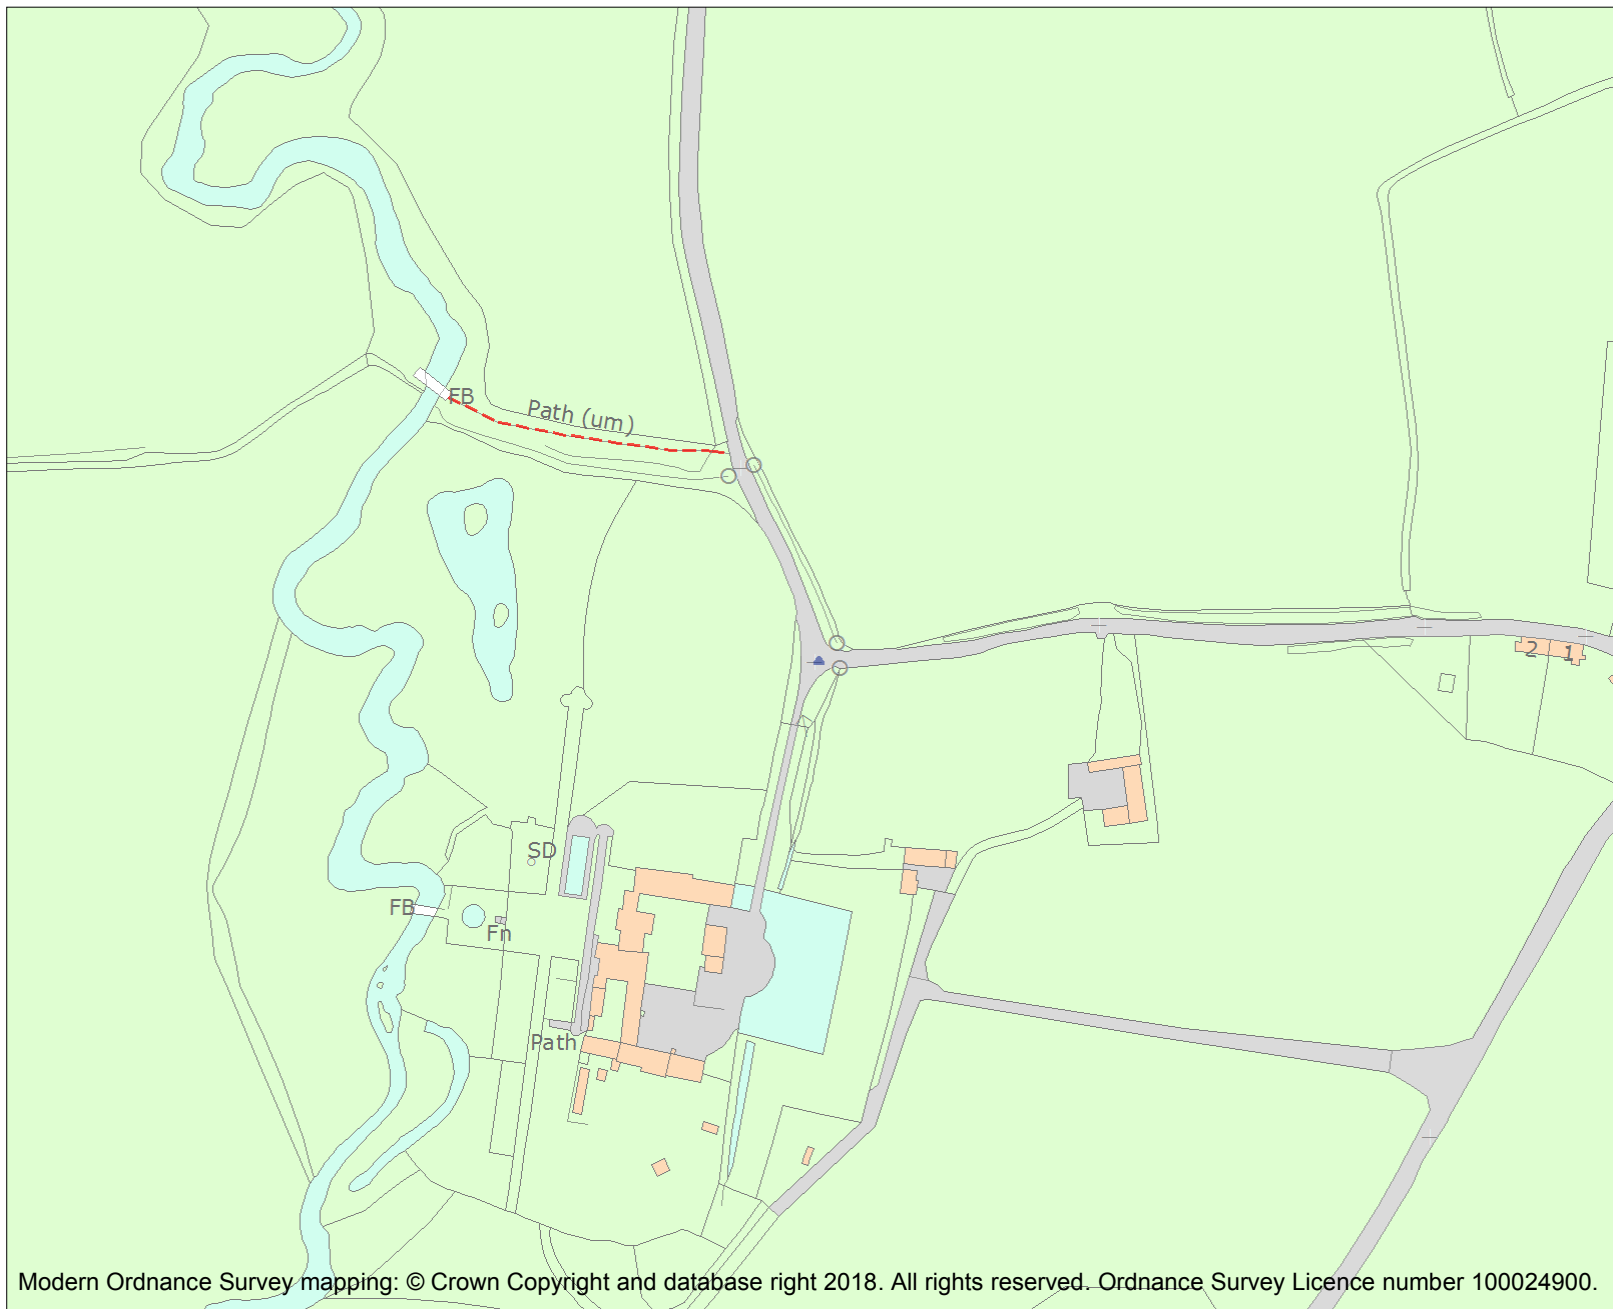 FB
Path (um)
2 1
SD
FB
Fn
Path
Modern Ordnance Survey mapping: © Crown Copyright and database right 2018. All rights reserved. Ordnance Survey Licence number 100024900.